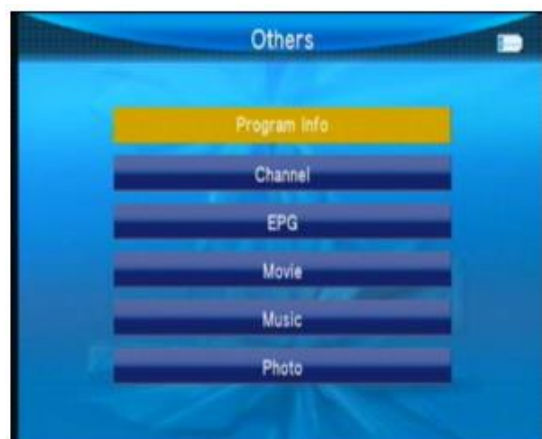 Others
Program Info
Channel
EPG
Movie
Music
Photo